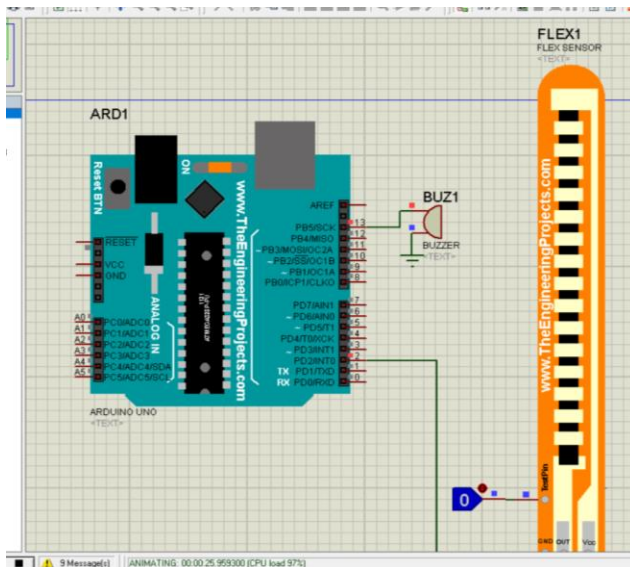 FLEX1
FLEX SENSOR
<TEXT>
ARD1
Reset BTN
ON
www.TheEngineeringProjects.com
ANALOG IN
RESET
VCC
GND
A0 PC0/ADC0
A1 PC1/ADC1
A2 PC2/ADC2
A3 PC3/ADC3
A4 PC4/ADC4/SDA
A5 PC5/ADC5/SCL
AREF
PB5/SCK 13
PB4/MISO 12
~PB3/MOSI/OC2A 11
~PB2/SS/OC1B 10
~PB1/OC1A 9
PB0/ICP1/CLKO 8
PD7/AIN1 7
~PD6/AIN0 6
~PD5/T1 5
PD4/T0/XCK 4
~PD3/INT1 3
PD2/INT0 2
TX PD1/TXD 1
RX PD0/RXD 0
ARDUINO UNO
<TEXT>
BUZ1
BUZZER
<TEXT>
www.TheEngineeringProjects.com
TestPin
0
GND OUT Vcc
9 Message(s)
ANIMATING: 00:00:25.959300 (CPU load 97%)